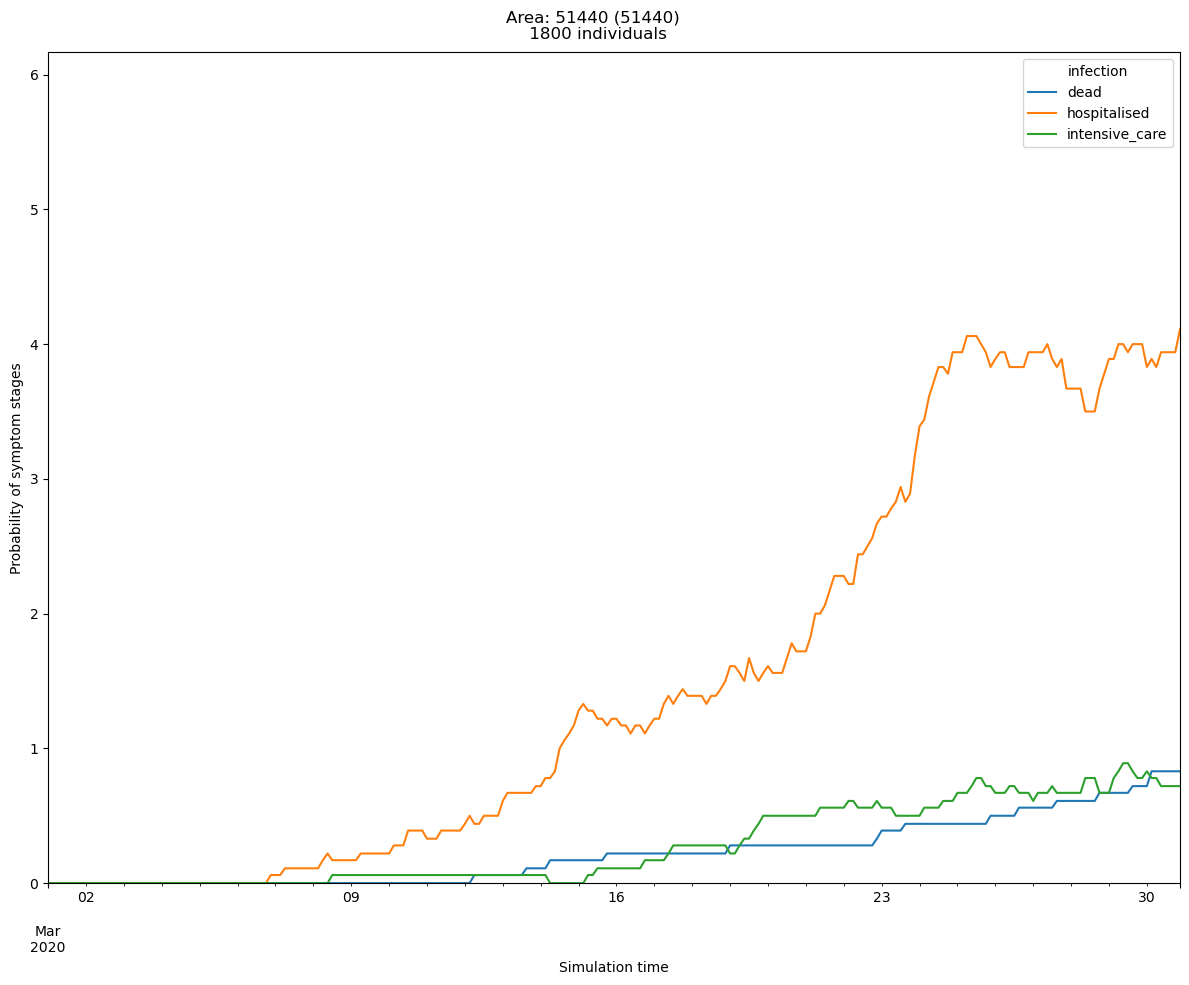 Area: 51440 (51440)
1800 individuals
6
5
4
3
2
1
0
Probability of symptom stages
infection
dead
hospitalised
intensive_care
02
09
16
23
30
Mar
2020
Simulation time